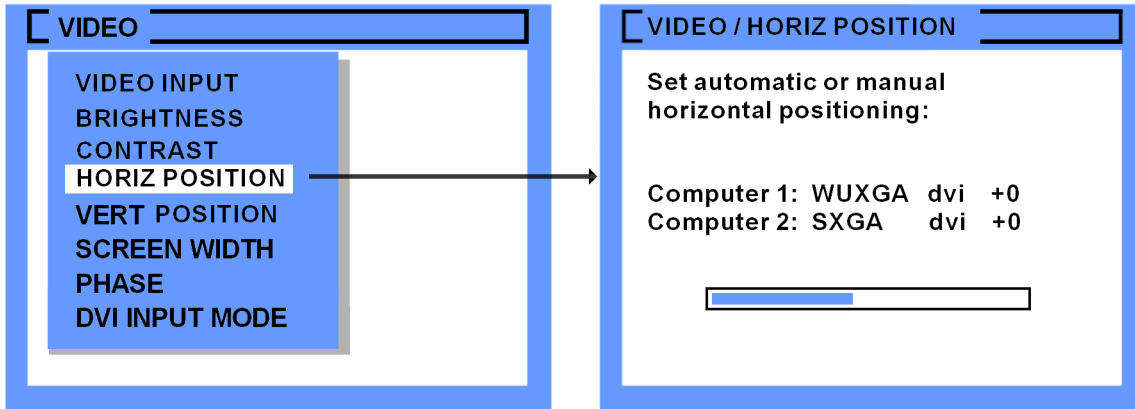 VIDEO
VIDEO INPUT
BRIGHTNESS
CONTRAST
HORIZ POSITION
VERT POSITION
SCREEN WIDTH
PHASE
DVI INPUT MODE
VIDEO / HORIZ POSITION
Set automatic or manual
horizontal positioning:
Computer 1: WUXGA dvi +0
Computer 2: SXGA dvi +0